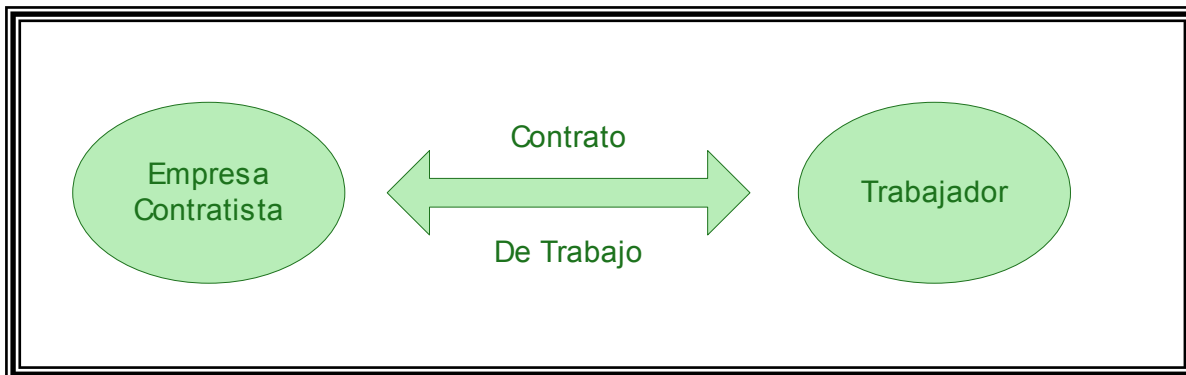 Empresa
Contratista
Contrato
De Trabajo
Trabajador